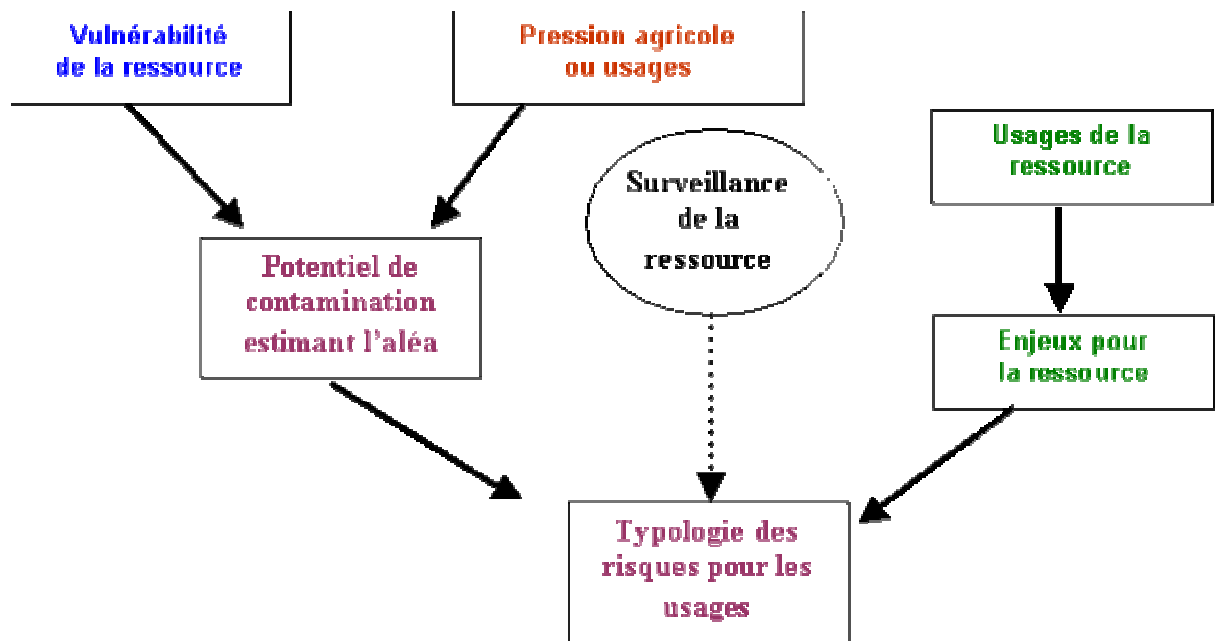 Vulnérabilité
de la ressource
Pression agricole
ou usages
Usages de la
ressource
Surveillance
de la
ressource
Potentiel de
contamination
estimant l'aléa
Enjeux pour
la ressource
Typologie des
risques pour les
usages